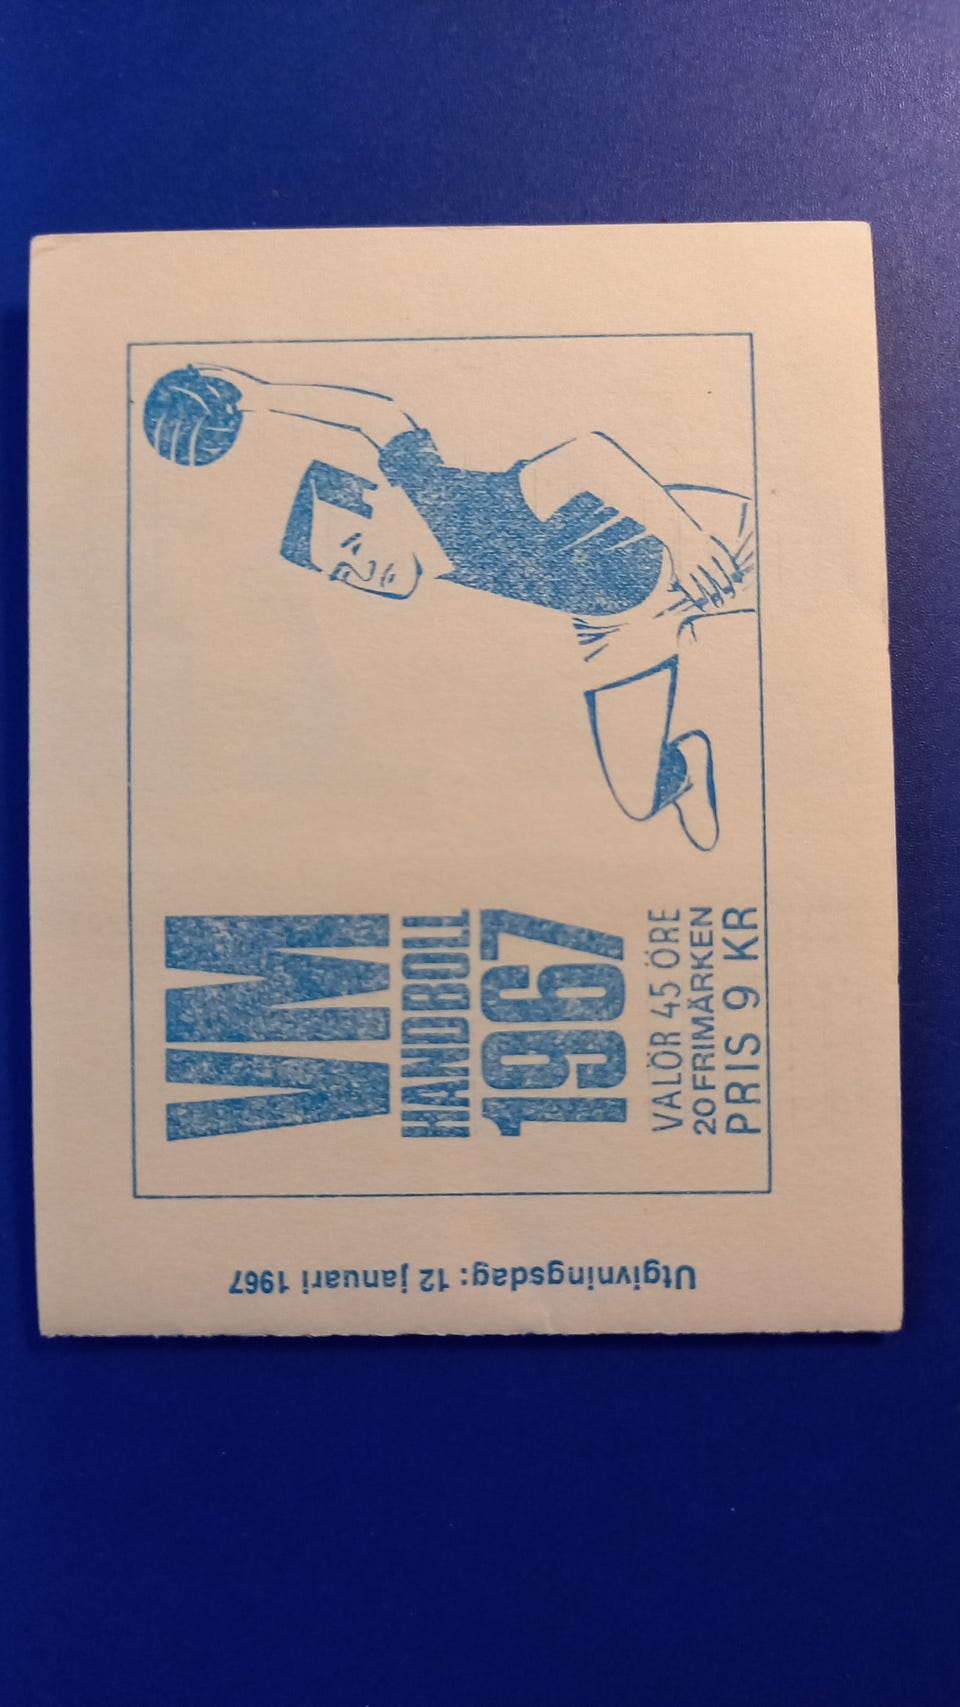 VM
HANDBOLL
1967
VALÖR 45 ÖRE
20 FRIMÄRKEN
PRIS 9 KR
Utgivningsdag: 12 januari 1967